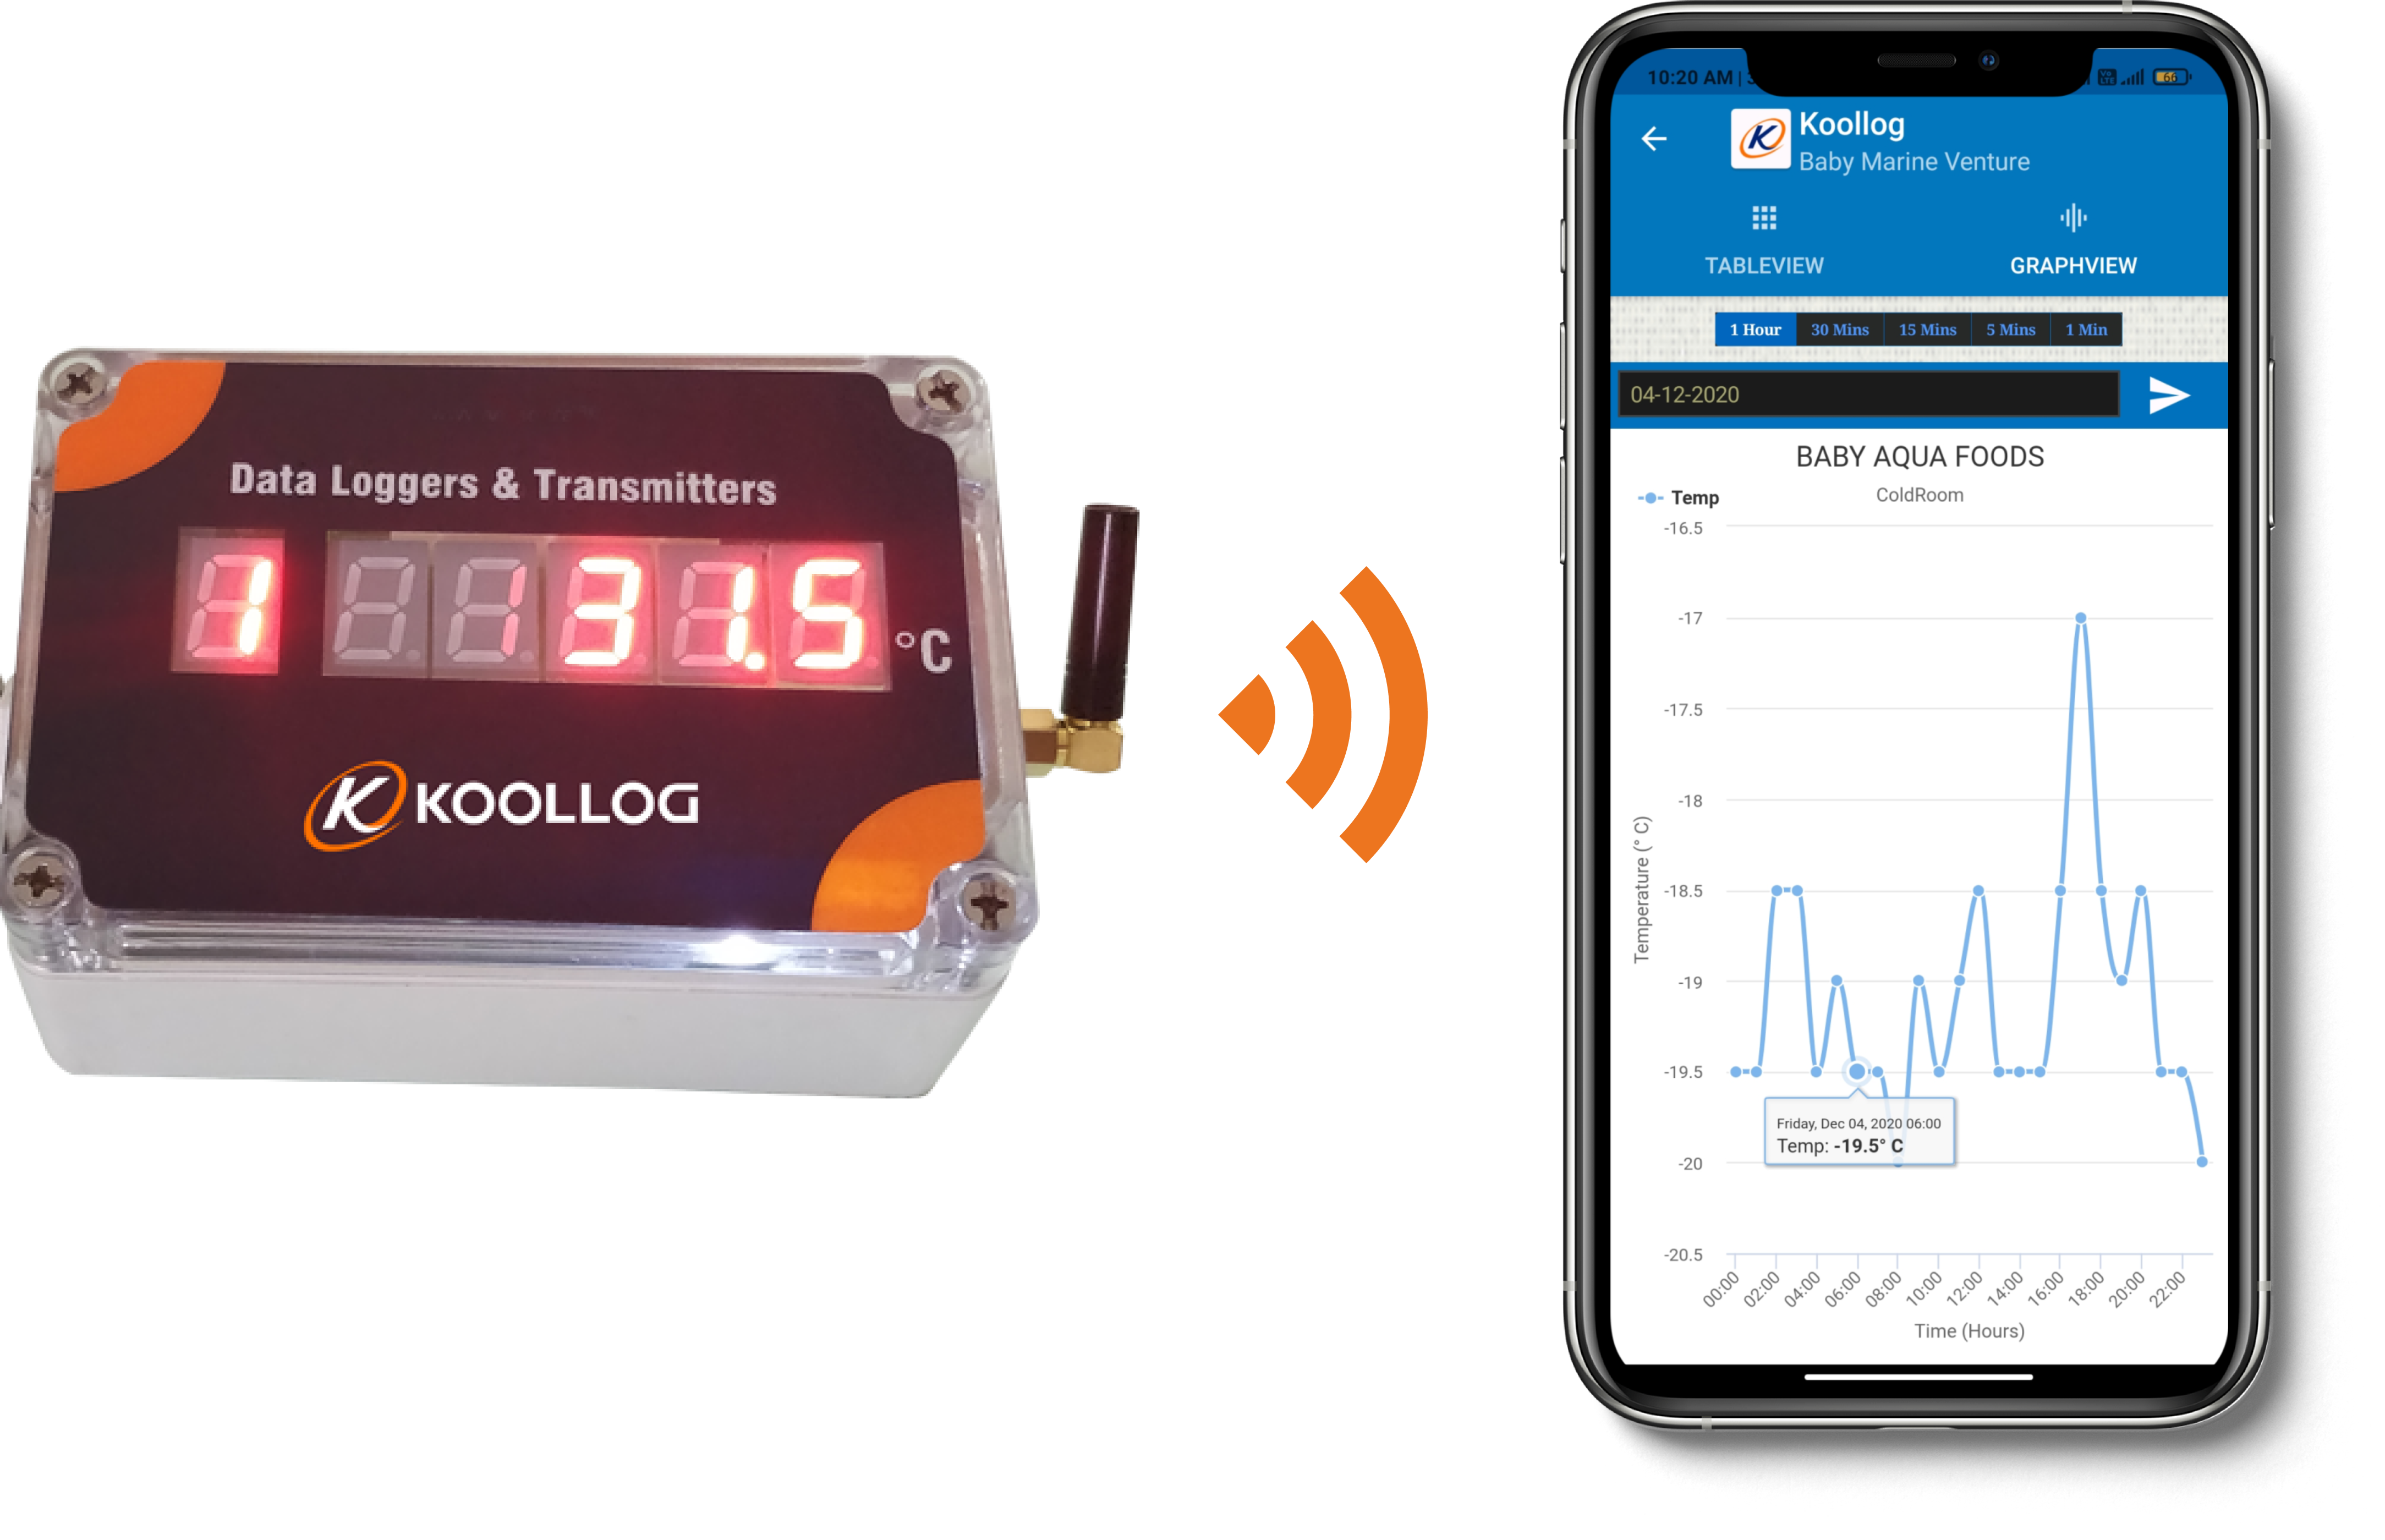 Data Loggers & Transmitters
1 31.5 °C
K KOOLLOG
10:20 AM |
Vo LTE 66
K Koollog
Baby Marine Venture
TABLEVIEW GRAPHVIEW
1 Hour 30 Mins 15 Mins 5 Mins 1 Min
04-12-2020
BABY AQUA FOODS
ColdRoom
Temp
-16.5
-17
-17.5
-18
-18.5
-19
-19.5
-20
-20.5
Temperature (° C)
Friday, Dec 04, 2020 06:00
Temp: -19.5° C
00:00 02:00 04:00 06:00 08:00 10:00 12:00 14:00 16:00 18:00 20:00 22:00
Time (Hours)